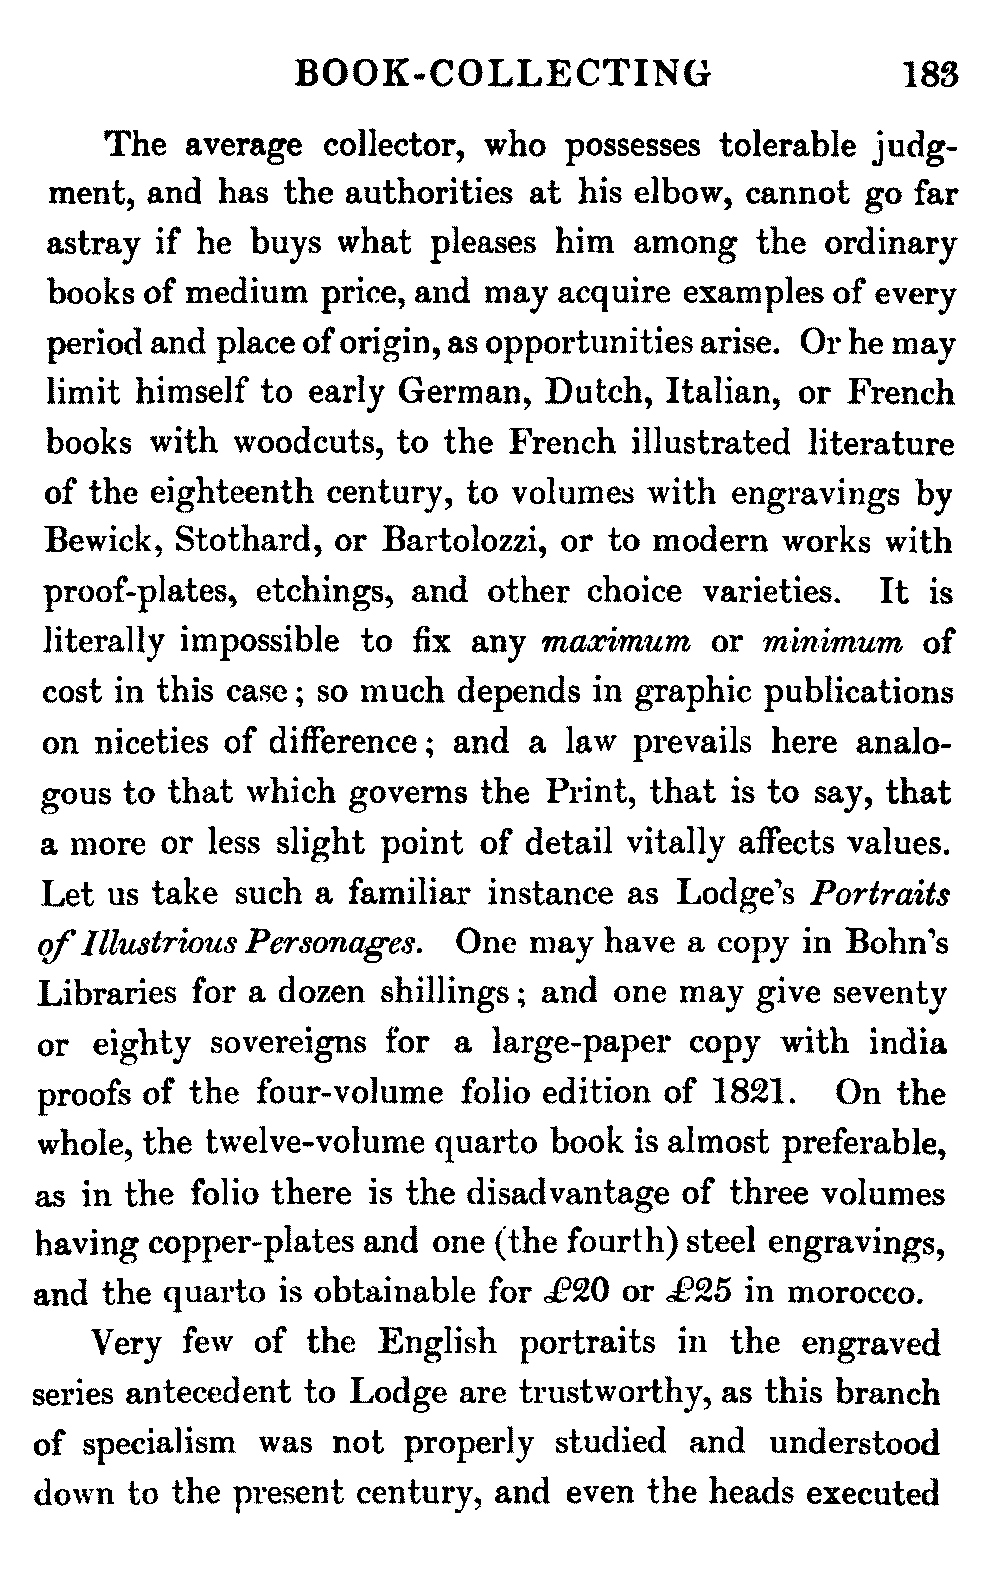 BOOK-COLLECTING 183
The average collector, who possesses tolerable judg-
ment, and has the authorities at his elbow, cannot go far
astray if he buys what pleases him among the ordinary
books of medium price, and may acquire examples of every
period and place of origin, as opportunities arise. Or he may
limit himself to early German, Dutch, Italian, or French
books with woodcuts, to the French illustrated literature
of the eighteenth century, to volumes with engravings by
Bewick, Stothard, or Bartolozzi, or to modern works with
proof-plates, etchings, and other choice varieties. It is
literally impossible to fix any maximum or minimum of
cost in this case; so much depends in graphic publications
on niceties of difference; and a law prevails here analo-
gous to that which governs the Print, that is to say, that
a more or less slight point of detail vitally affects values.
Let us take such a familiar instance as Lodge's Portraits
of Illustrious Personages. One may have a copy in Bohn's
Libraries for a dozen shillings; and one may give seventy
or eighty sovereigns for a large-paper copy with india
proofs of the four-volume folio edition of 1821. On the
whole, the twelve-volume quarto book is almost preferable,
as in the folio there is the disadvantage of three volumes
having copper-plates and one (the fourth) steel engravings,
and the quarto is obtainable for £20 or £25 in morocco.
Very few of the English portraits in the engraved
series antecedent to Lodge are trustworthy, as this branch
of specialism was not properly studied and understood
down to the present century, and even the heads executed